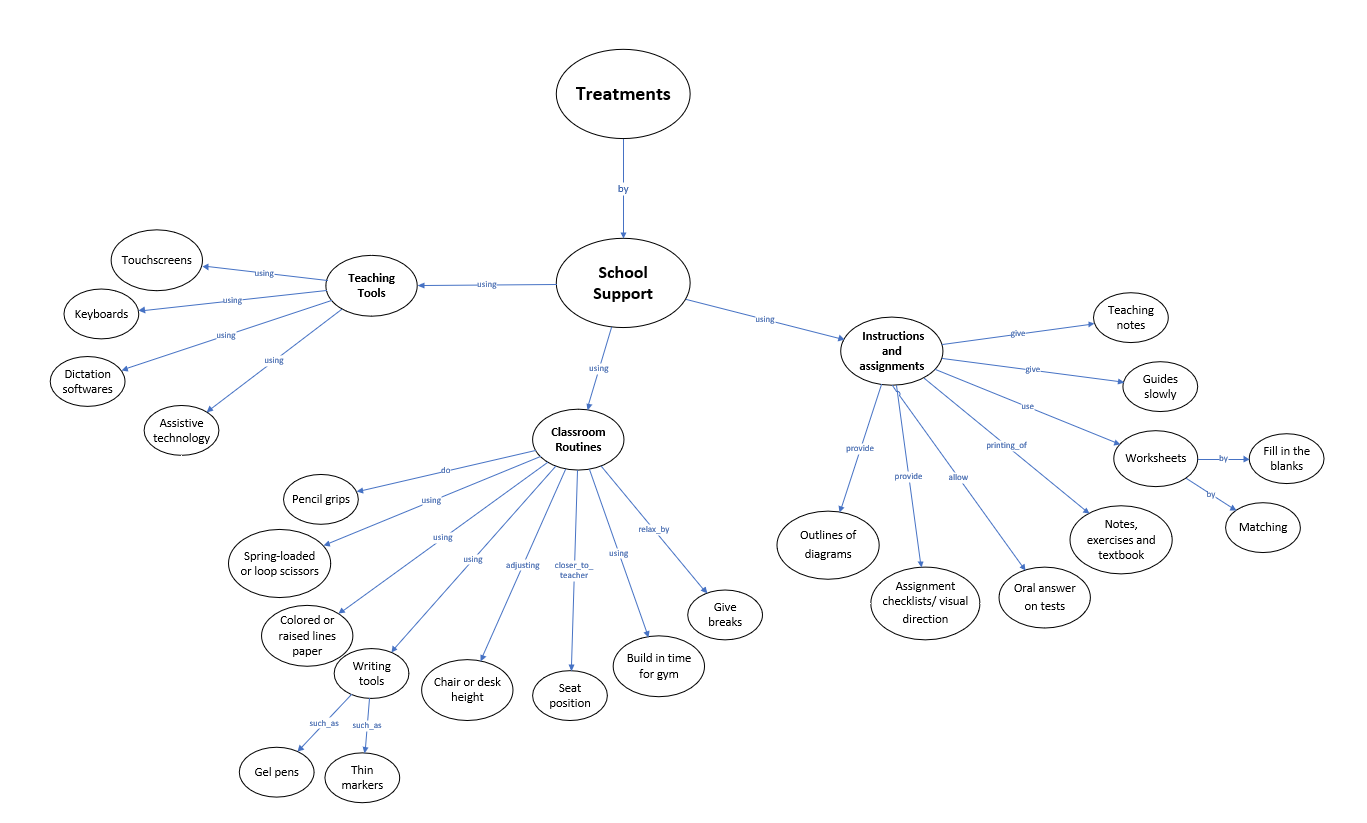 Treatments
by
School
Support
using
using
using
Teaching
Tools
using
Touchscreens
using
Keyboards
using
Dictation
softwares
using
Assistive
technology
Classroom
Routines
do
Pencil grips
using
Spring-loaded
or loop scissors
using
Colored or
raised lines
paper
using
Writing
tools
such_as
Gel pens
such_as
Thin
markers
adjusting
Chair or desk
height
closer_to_
teacher
Seat
position
using
Build in time
for gym
relax_by
Give
breaks
Instructions
and
assignments
give
Teaching
notes
give
Guides
slowly
use
Worksheets
by
Fill in the
blanks
by
Matching
printing_of
Notes,
exercises and
textbook
allow
Oral answer
on tests
provide
Assignment
checklists/ visual
direction
provide
Outlines of
diagrams